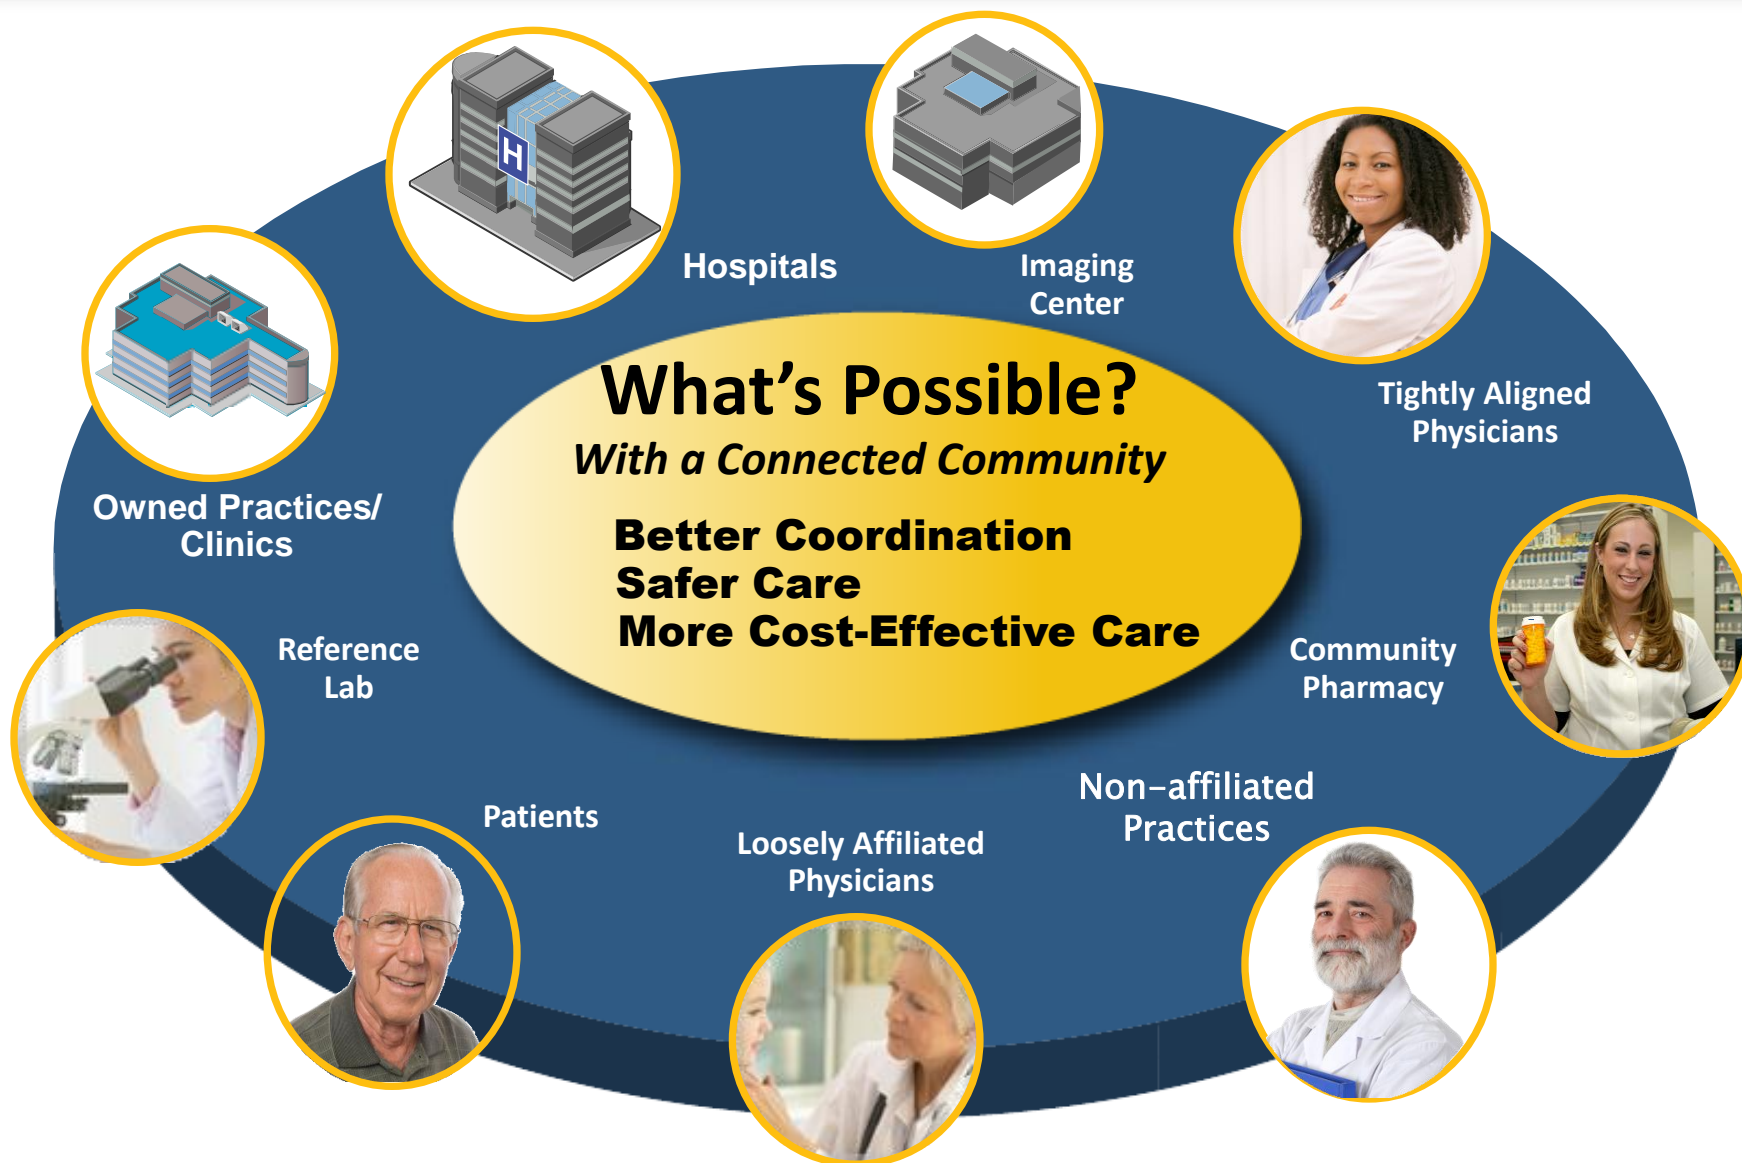 H
Hospitals
Imaging
Center
What's Possible?
With a Connected Community
Better Coordination
Safer Care
More Cost-Effective Care
Tightly Aligned
Physicians
Owned Practices/
Clinics
Reference
Lab
Community
Pharmacy
Patients
Loosely Affiliated
Physicians
Non-affiliated
Practices